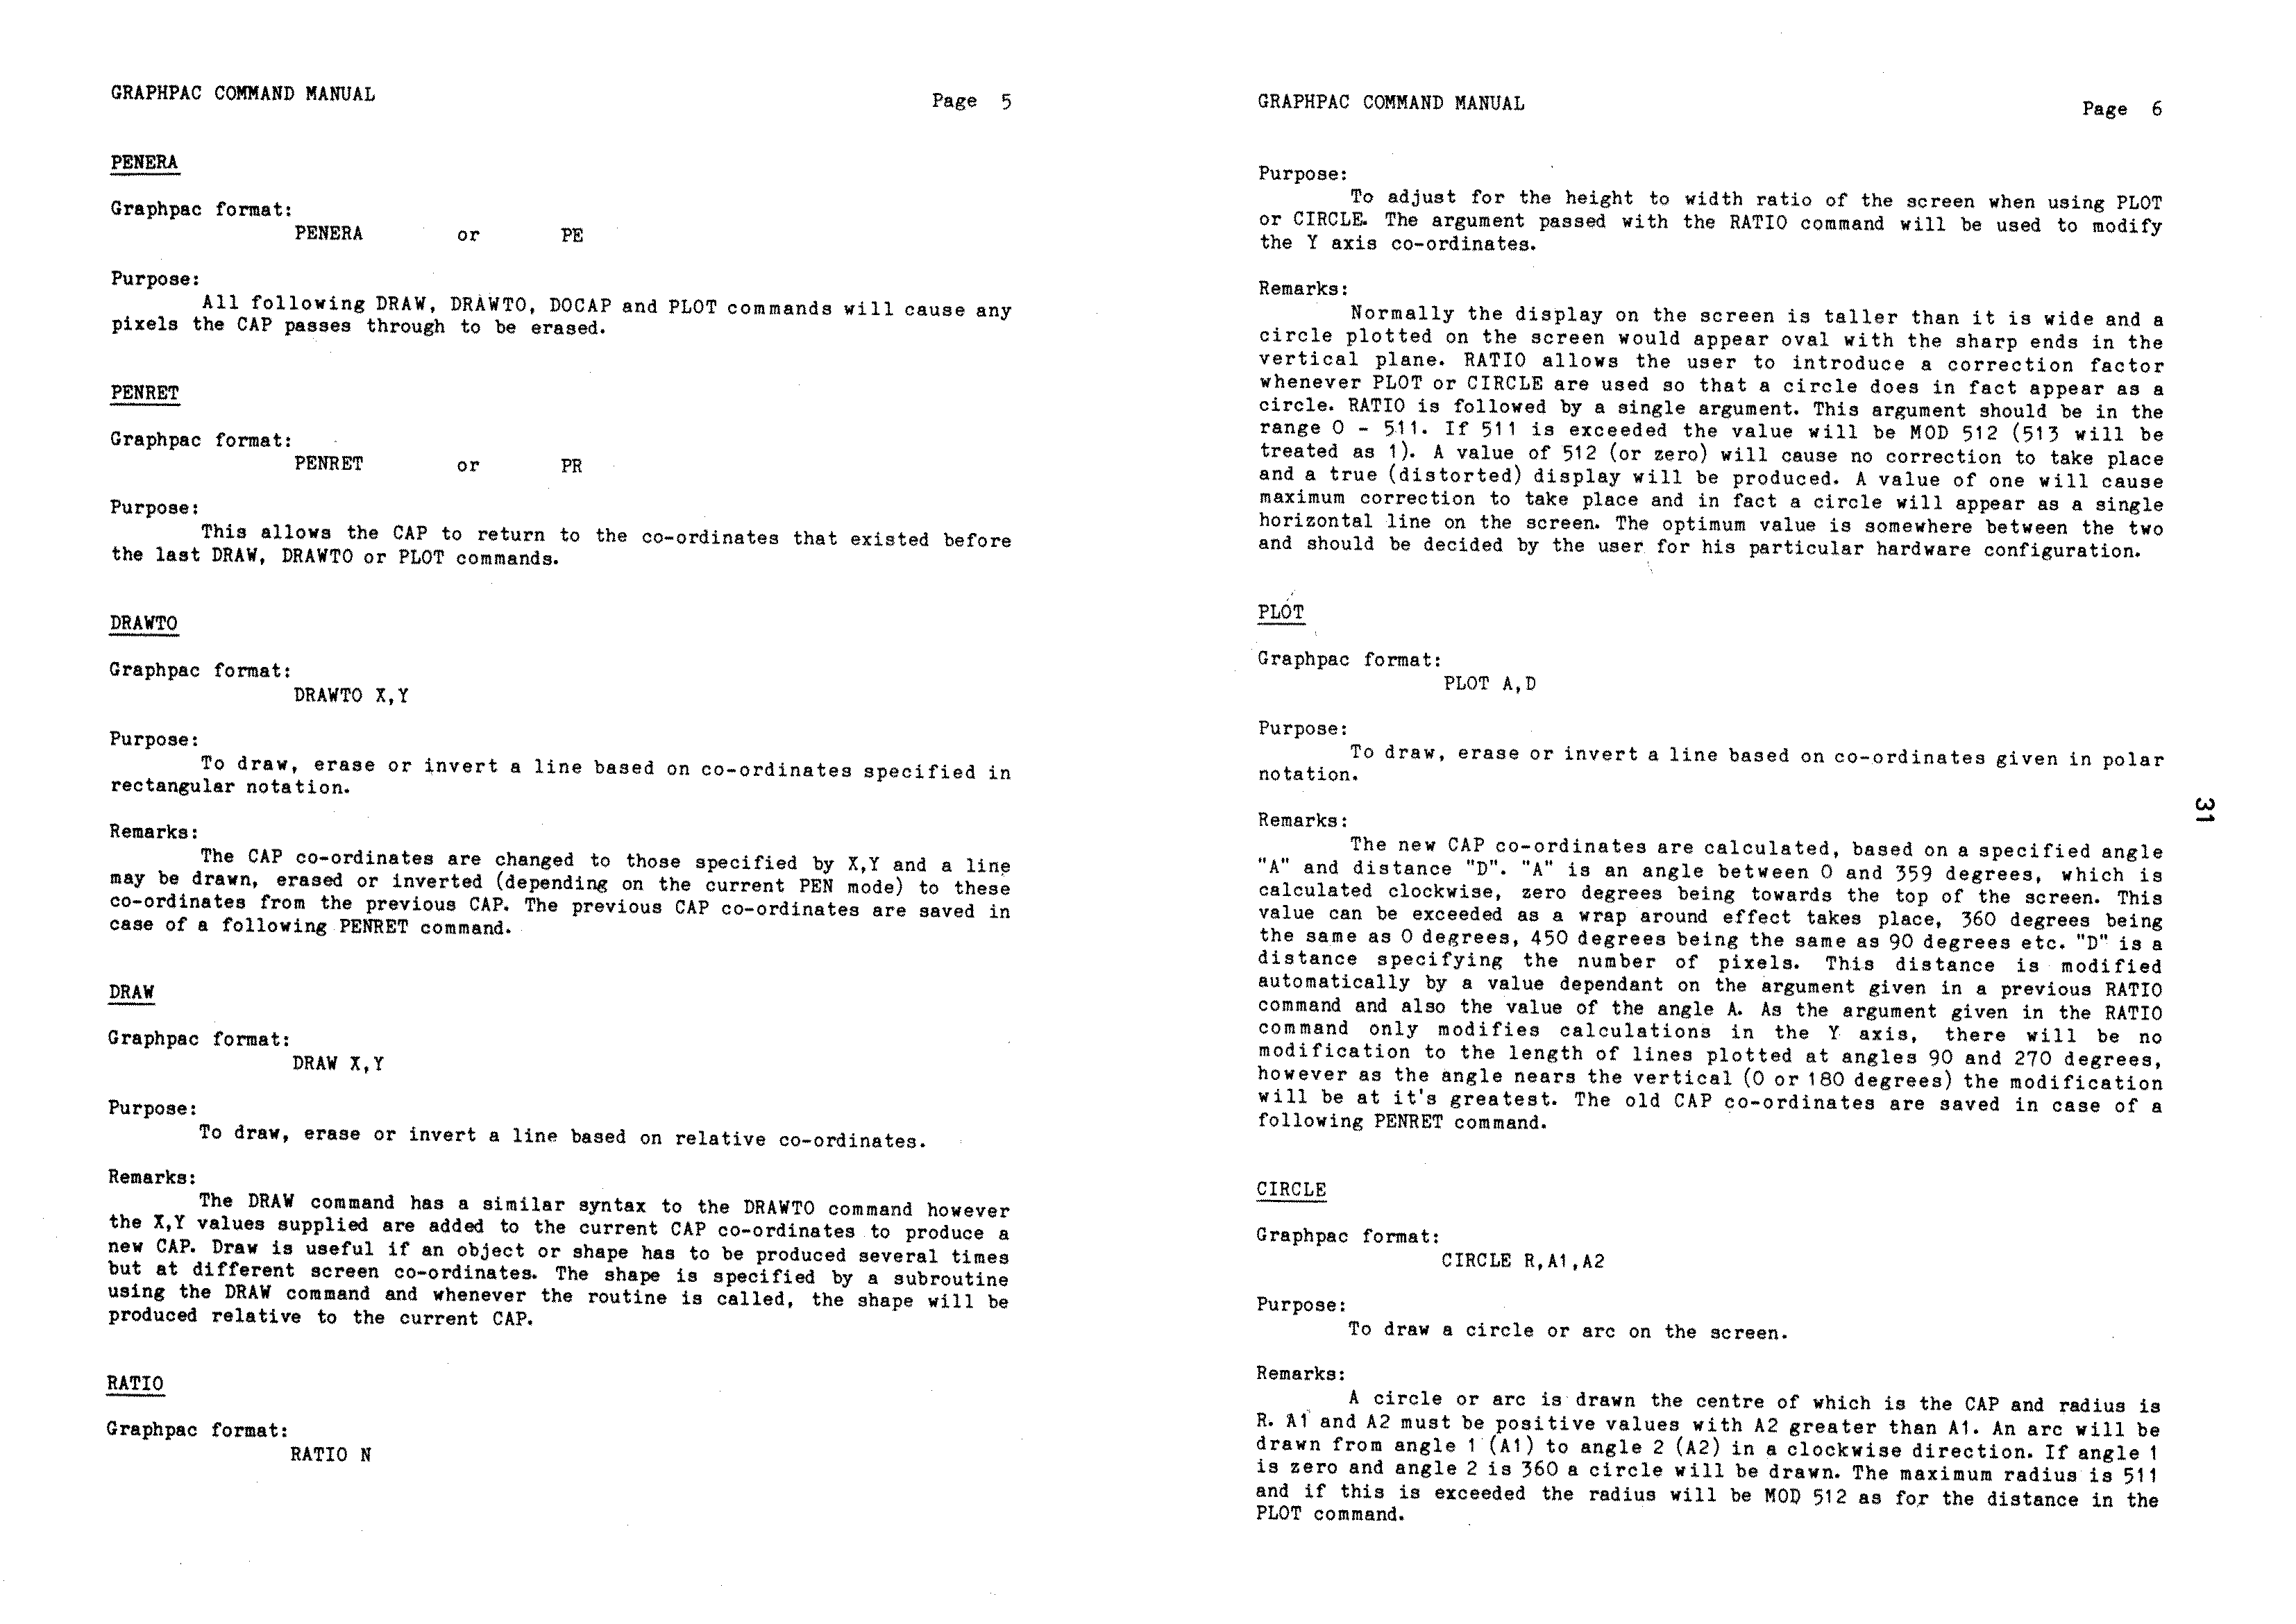 GRAPHPAC COMMAND MANUAL Page 5
PENERA
Graphpac format:
PENERA or PE
Purpose:
All following DRAW, DRAWTO, DOCAP and PLOT commands will cause any
pixels the CAP passes through to be erased.
PENRET
Graphpac format:
PENRET or PR
Purpose:
This allows the CAP to return to the co-ordinates that existed before
the last DRAW, DRAWTO or PLOT commands.
DRAWTO
Graphpac format:
DRAWTO X,Y
Purpose:
To draw, erase or invert a line based on co-ordinates specified in
rectangular notation.
Remarks:
The CAP co-ordinates are changed to those specified by X,Y and a line
may be drawn, erased or inverted (depending on the current PEN mode) to these
co-ordinates from the previous CAP. The previous CAP co-ordinates are saved in
case of a following PENRET command.
DRAW
Graphpac format:
DRAW X,Y
Purpose:
To draw, erase or invert a line based on relative co-ordinates.
Remarks:
The DRAW command has a similar syntax to the DRAWTO command however
the X,Y values supplied are added to the current CAP co-ordinates to produce a
new CAP. Draw is useful if an object or shape has to be produced several times
but at different screen co-ordinates. The shape is specified by a subroutine
using the DRAW command and whenever the routine is called, the shape will be
produced relative to the current CAP.
RATIO
Graphpac format:
RATIO N
GRAPHPAC COMMAND MANUAL Page 6
Purpose:
To adjust for the height to width ratio of the screen when using PLOT
or CIRCLE. The argument passed with the RATIO command will be used to modify
the Y axis co-ordinates.
Remarks:
Normally the display on the screen is taller than it is wide and a
circle plotted on the screen would appear oval with the sharp ends in the
vertical plane. RATIO allows the user to introduce a correction factor
whenever PLOT or CIRCLE are used so that a circle does in fact appear as a
circle. RATIO is followed by a single argument. This argument should be in the
range 0 - 511. If 511 is exceeded the value will be MOD 512 (513 will be
treated as 1). A value of 512 (or zero) will cause no correction to take place
and a true (distorted) display will be produced. A value of one will cause
maximum correction to take place and in fact a circle will appear as a single
horizontal line on the screen. The optimum value is somewhere between the two
and should be decided by the user for his particular hardware configuration.
PLOT
Graphpac format:
PLOT A,D
Purpose:
To draw, erase or invert a line based on co-ordinates given in polar
notation.
Remarks:
The new CAP co-ordinates are calculated, based on a specified angle
"A" and distance "D". "A" is an angle between 0 and 359 degrees, which is
calculated clockwise, zero degrees being towards the top of the screen. This
value can be exceeded as a wrap around effect takes place, 360 degrees being
the same as 0 degrees, 450 degrees being the same as 90 degrees etc. "D" is a
distance specifying the number of pixels. This distance is modified
automatically by a value dependant on the argument given in a previous RATIO
command and also the value of the angle A. As the argument given in the RATIO
command only modifies calculations in the Y axis, there will be no
modification to the length of lines plotted at angles 90 and 270 degrees,
however as the angle nears the vertical (0 or 180 degrees) the modification
will be at it's greatest. The old CAP co-ordinates are saved in case of a
following PENRET command.
CIRCLE
Graphpac format:
CIRCLE R,A1,A2
Purpose:
To draw a circle or arc on the screen.
Remarks:
A circle or arc is drawn the centre of which is the CAP and radius is
R. A1 and A2 must be positive values with A2 greater than A1. An arc will be
drawn from angle 1 (A1) to angle 2 (A2) in a clockwise direction. If angle 1
is zero and angle 2 is 360 a circle will be drawn. The maximum radius is 511
and if this is exceeded the radius will be MOD 512 as for the distance in the
PLOT command.
31